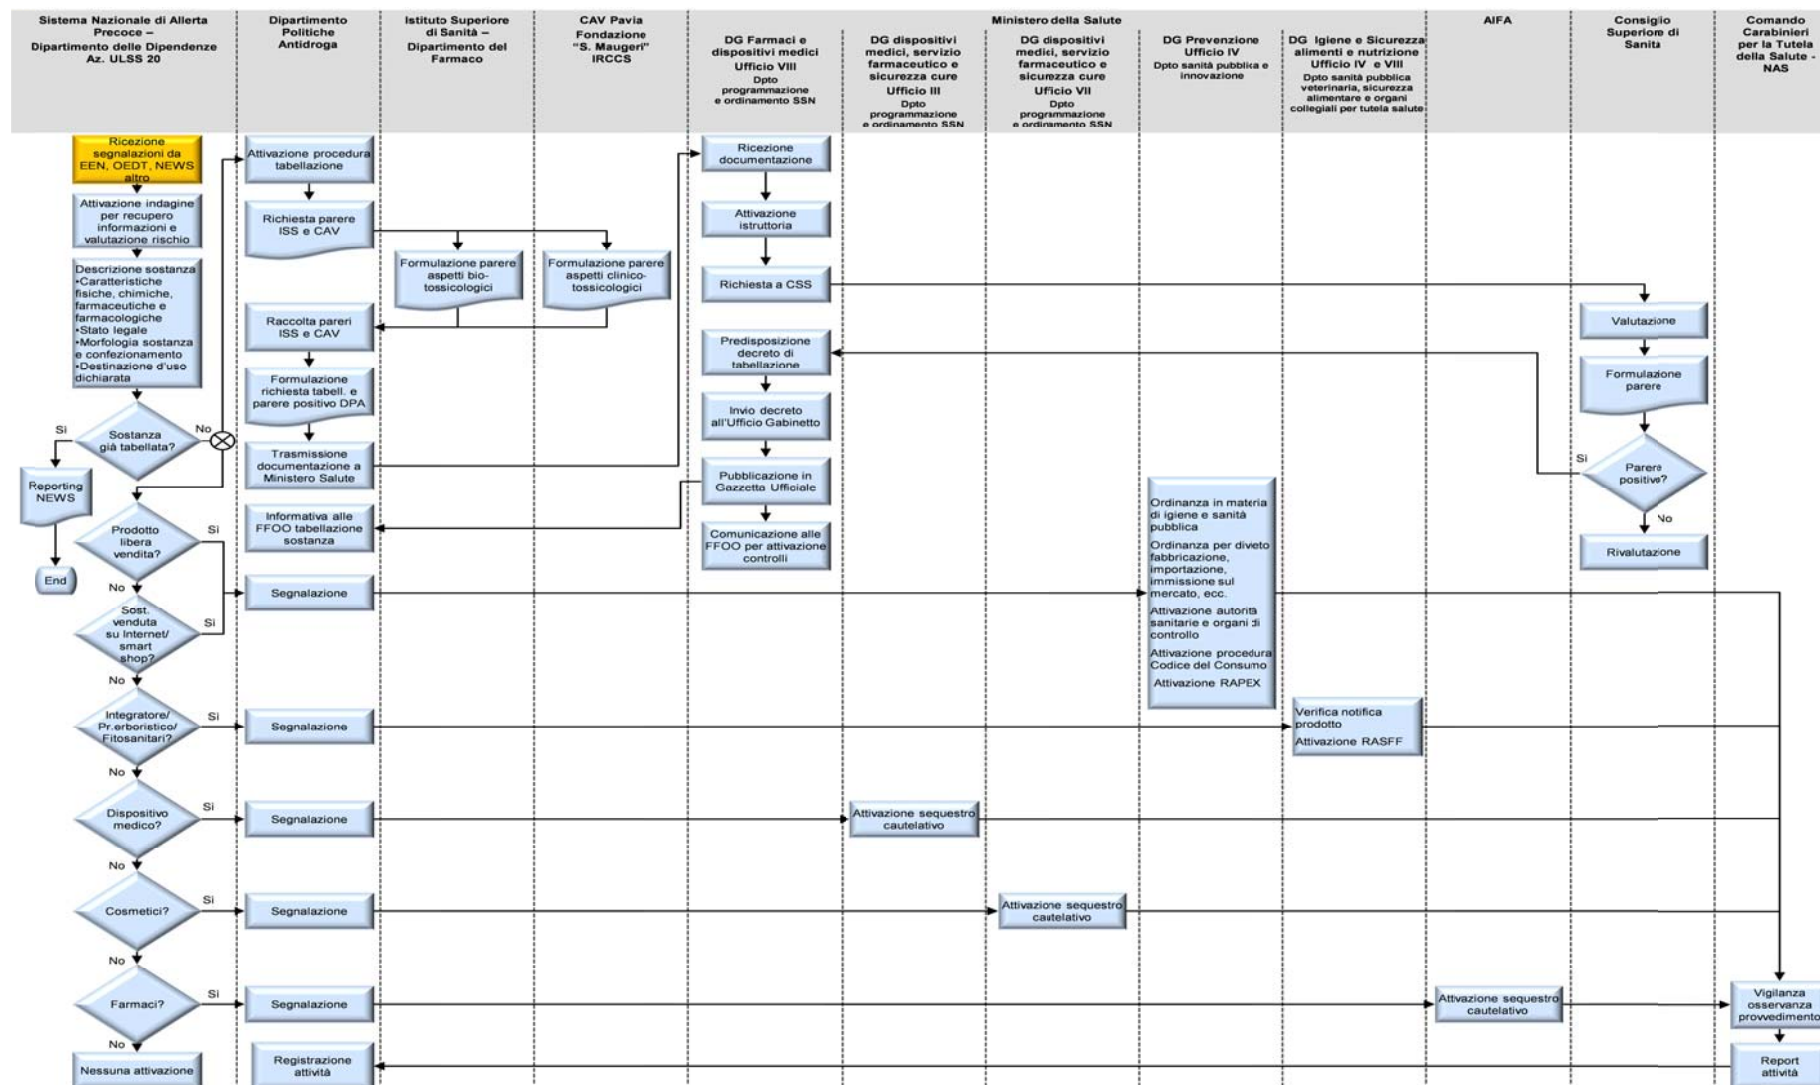 Sistema Nazionale di Allerta
Precoce –
Dipartimento delle Dipendenze
Az. ULSS 20
Dipartimento
Politiche
Antidroga
Istituto Superiore
di Sanità –
Dipartimento del
Farmaco
CAV Pavia
Fondazione
"S. Maugeri"
IRCCS
Ministero della Salute
DG Farmaci e
dispositivi medici
Ufficio VIII
Dpto
programmazione
e ordinamento SSN
DG dispositivi
medici, servizio
farmaceutico e
sicurezza cure
Ufficio III
Dpto
programmazione
e ordinamento SSN
DG dispositivi
medici, servizio
farmaceutico e
sicurezza cure
Ufficio VII
Dpto
programmazione
e ordinamento SSN
DG Prevenzione
Ufficio IV
Dpto sanità pubblica e
innovazione
DG Igiene e Sicurezza
alimenti e nutrizione
Ufficio IV e VIII
Dpto sanità pubblica
veterinaria, sicurezza
alimentare e organi
collegiali per tutela salute
AIFA
Consiglio
Superiore di
Sanità
Comando
Carabinieri
per la Tutela
della Salute -
NAS
Ricezione
segnalazioni da
EEN, OEDT, NEWS
altro
Attivazione indagine
per recupero
informazioni e
valutazione rischio
Descrizione sostanza
•Caratteristiche
fisiche, chimiche,
farmaceutiche e
farmacologiche
•Stato legale
•Morfologia sostanza
e confezionamento
•Destinazione d'uso
dichiarata
Sostanza
già tabellata?
Si
No
Reporting
NEWS
End
Prodotto
libera
vendita?
Sì
No
Sost.
venduta
su Internet/
smart
shop?
Si
No
Integratore/
Pr.erboristico/
Fitosanitari?
Si
No
Dispositivo
medico?
Si
No
Cosmetici?
Si
No
Farmaci?
Si
No
Nessuna attivazione
Attivazione procedura
tabellazione
Richiesta parere
ISS e CAV
Raccolta pareri
ISS e CAV
Formulazione
richiesta tabell. e
parere positivo DPA
Trasmissione
documentazione a
Ministero Salute
Informativa alle
FFOO tabellazione
sostanza
Segnalazione
Segnalazione
Segnalazione
Segnalazione
Segnalazione
Registrazione
attività
Formulazione parere
aspetti bio-
tossicologici
Formulazione parere
aspetti clinico-
tossicologici
Ricezione
documentazione
Attivazione
istruttoria
Richiesta a CSS
Predisposizione
decreto di
tabellazione
Invio decreto
all'Ufficio Gabinetto
Pubblicazione in
Gazzetta Ufficiale
Comunicazione alle
FFOO per attivazione
controlli
Attivazione sequestro
cautelativo
Attivazione sequestro
cautelativo
Ordinanza in materia
di igiene e sanità
pubblica
Ordinanza per divieto
fabbricazione,
importazione,
immissione sul
mercato, ecc.
Attivazione autorità
sanitarie e organi di
controllo
Attivazione procedura
Codice del Consumo
Attivazione RAPEX
Verifica notifica
prodotto
Attivazione RASFF
Attivazione sequestro
cautelativo
Valutazione
Formulazione
parere
Parere
positivo?
Si
No
Rivalutazione
Vigilanza
osservanza
provvedimento
Report
attività